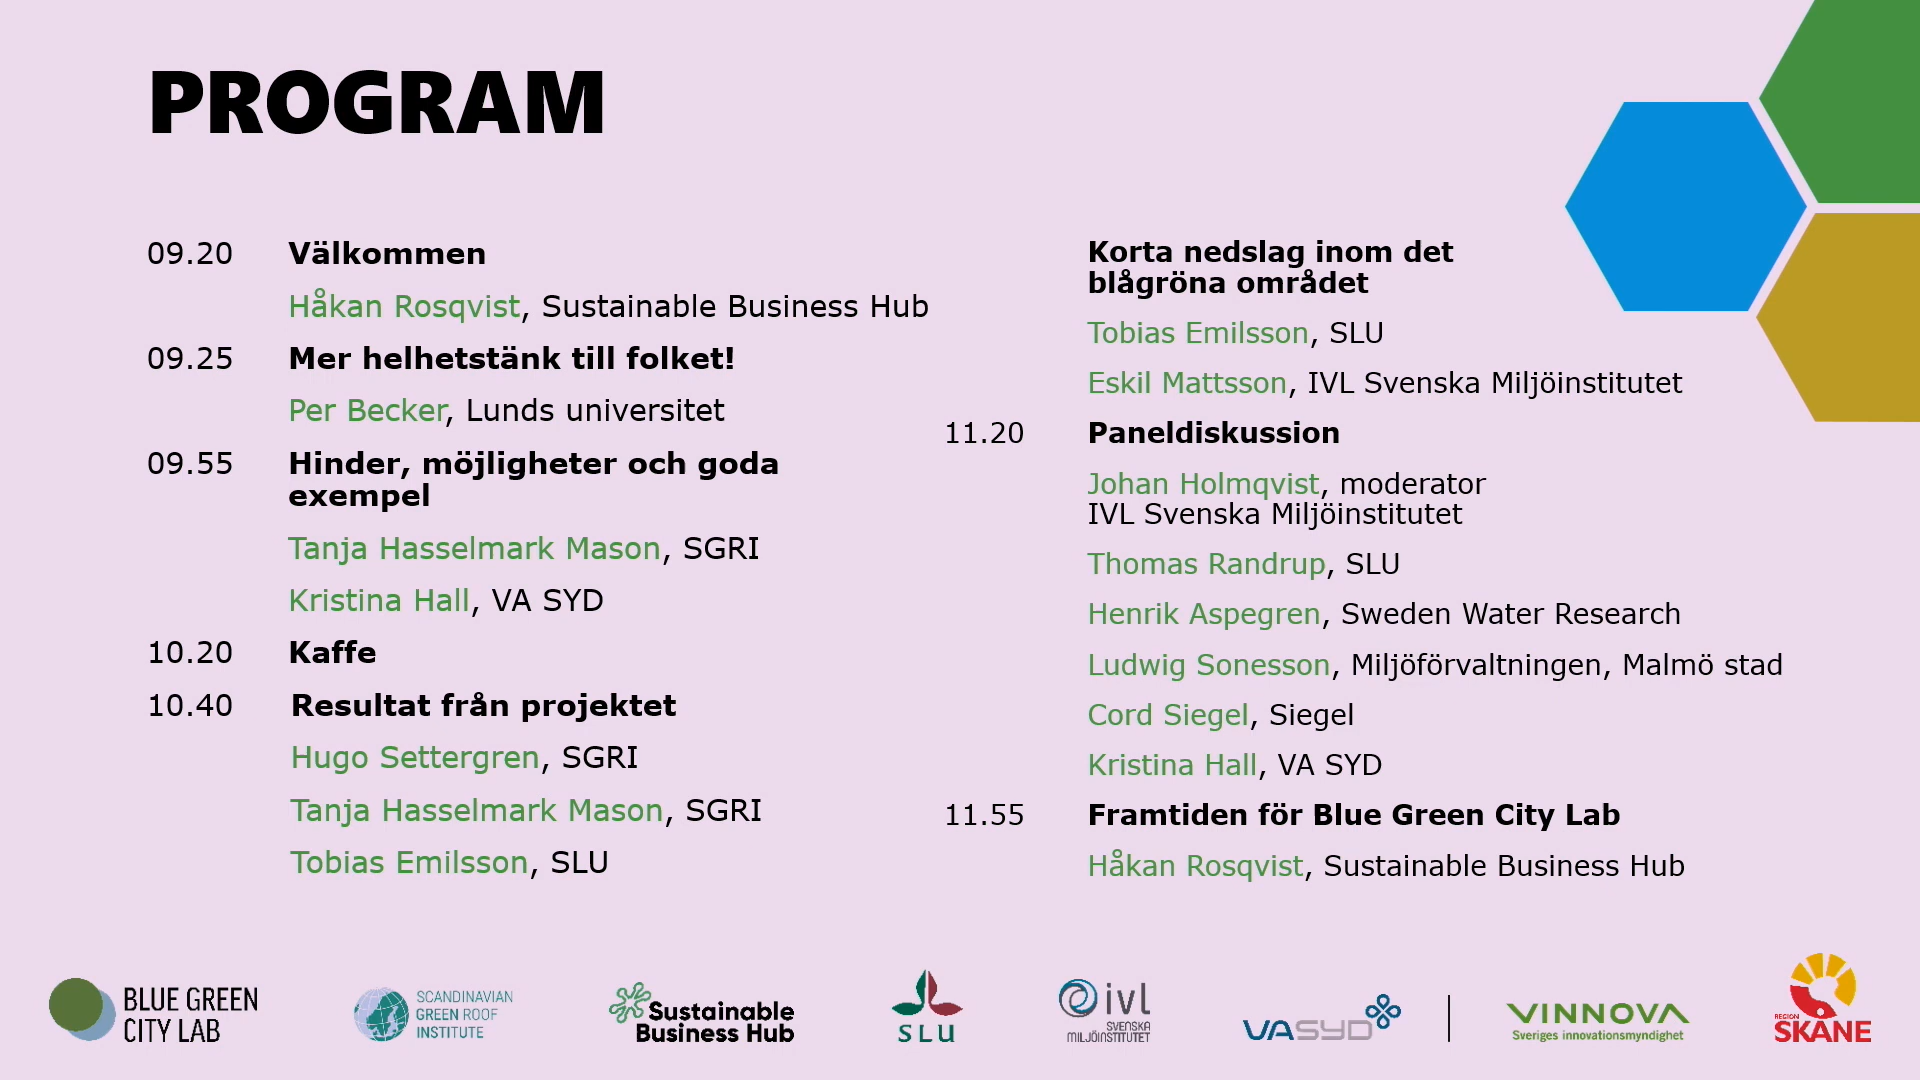 PROGRAM
09.20 Välkommen
Håkan Rosqvist, Sustainable Business Hub
09.25 Mer helhetstänk till folket!
Per Becker, Lunds universitet
09.55 Hinder, möjligheter och goda
exempel
Tanja Hasselmark Mason, SGRI
Kristina Hall, VA SYD
10.20 Kaffe
10.40 Resultat från projektet
Hugo Settergren, SGRI
Tanja Hasselmark Mason, SGRI
Tobias Emilsson, SLU
Korta nedslag inom det
blågröna området
Tobias Emilsson, SLU
Eskil Mattsson, IVL Svenska Miljöinstitutet
11.20 Paneldiskussion
Johan Holmqvist, moderator
IVL Svenska Miljöinstitutet
Thomas Randrup, SLU
Henrik Aspegren, Sweden Water Research
Ludwig Sonesson, Miljöförvaltningen, Malmö stad
Cord Siegel, Siegel
Kristina Hall, VA SYD
11.55 Framtiden för Blue Green City Lab
Håkan Rosqvist, Sustainable Business Hub
BLUE GREEN
CITY LAB
SCANDINAVIAN
GREEN ROOF
INSTITUTE
Sustainable
Business Hub
SLU
ivl
SVENSKA
MILJÖINSTITUTET
VA SYD
VINNOVA
Sveriges innovationsmyndighet
REGION
SKÅNE